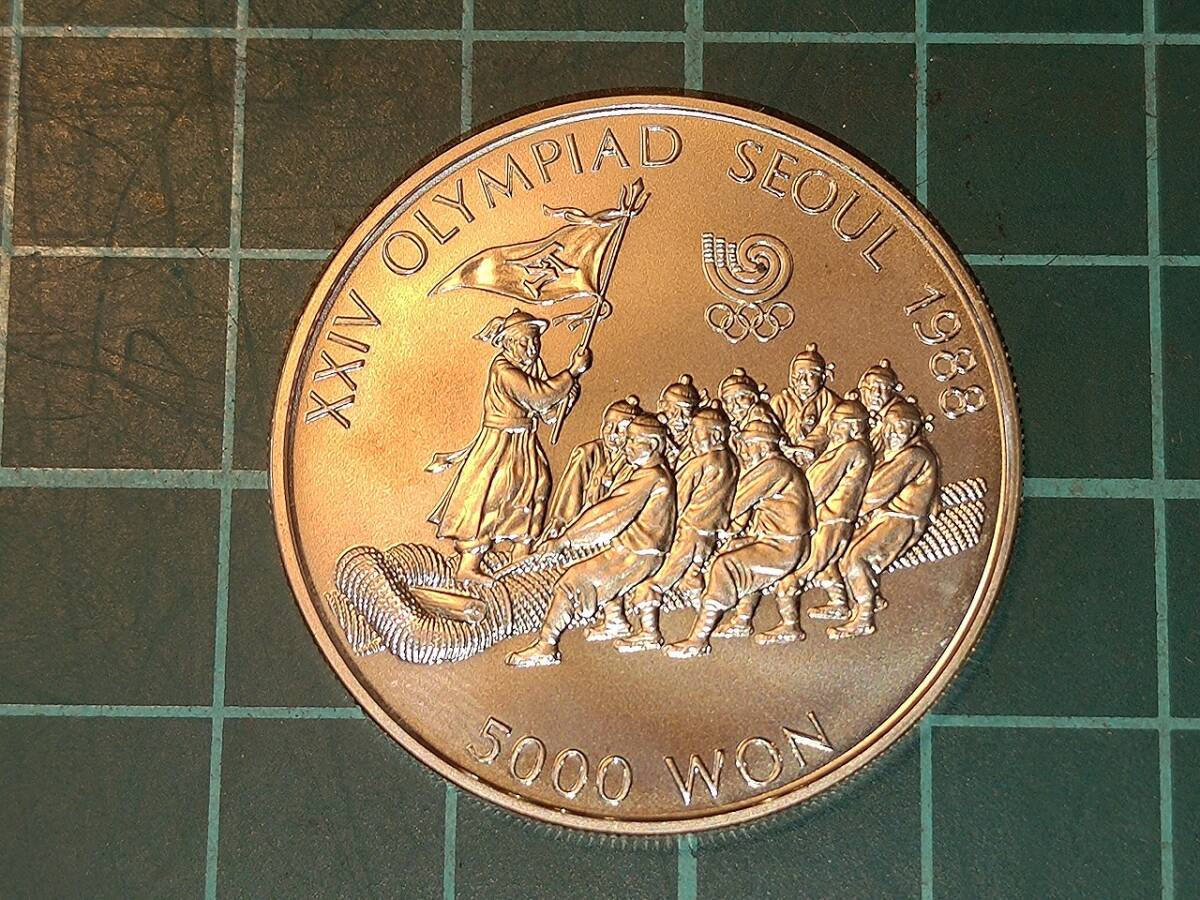 XXIV OLYMPIAD SEOUL 1988
5000 WON